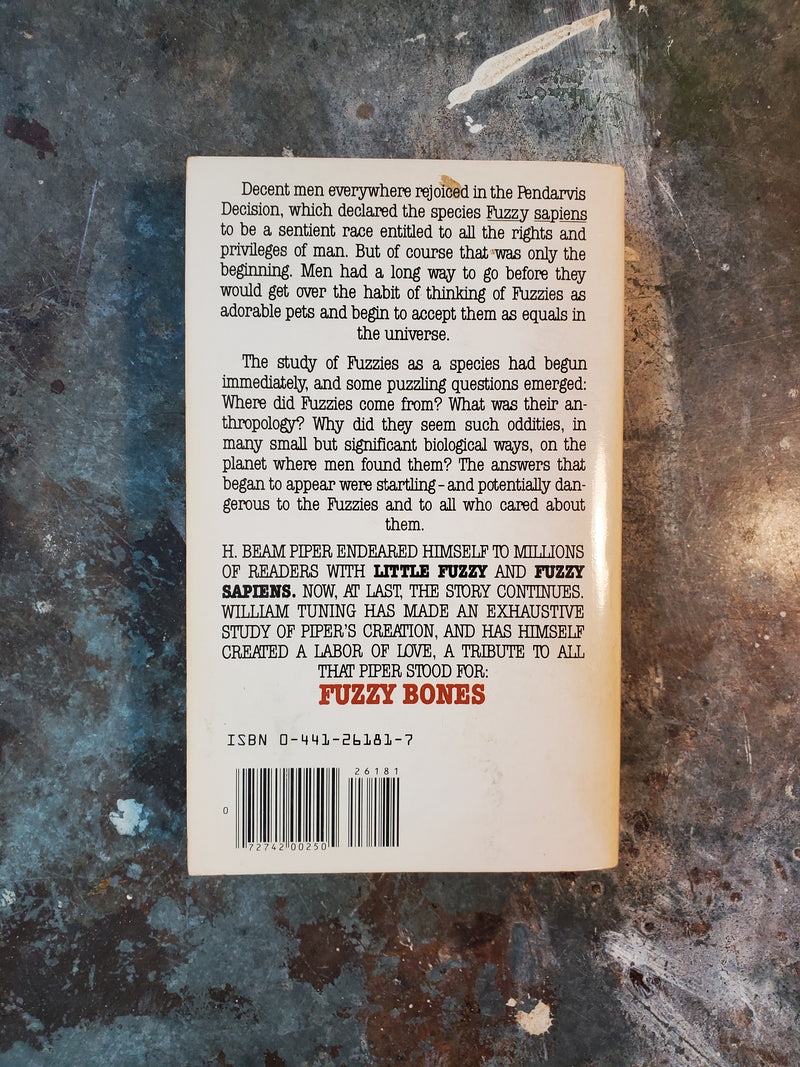 Decent men everywhere rejoiced in the Pendarvis
Decision, which declared the species Fuzzy sapiens
to be a sentient race entitled to all the rights and
privileges of man. But of course that was only the
beginning. Men had a long way to go before they
would get over the habit of thinking of Fuzzies as
adorable pets and begin to accept them as equals in
the universe.
The study of Fuzzies as a species had begun
immediately, and some puzzling questions emerged:
Where did Fuzzies come from? What was their an-
thropology? Why did they seem such oddities, in
many small but significant biological ways, on the
planet where men found them? The answers that
began to appear were startling–and potentially dan-
gerous to the Fuzzies and to all who cared about
them.
H. BEAM PIPER ENDEARED HIMSELF TO MILLIONS
OF READERS WITH LITTLE FUZZY AND FUZZY
SAPIENS. NOW, AT LAST, THE STORY CONTINUES.
WILLIAM TUNING HAS MADE AN EXHAUSTIVE
STUDY OF PIPER'S CREATION, AND HAS HIMSELF
CREATED A LABOR OF LOVE, A TRIBUTE TO ALL
THAT PIPER STOOD FOR:
FUZZY BONES
ISBN 0-441-26181-7
26181
0
72742 00250